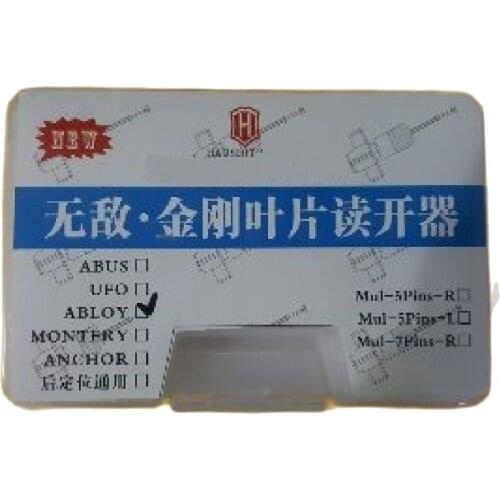 NEW
HAUSHI™
无敌·金刚叶片读开器
ABUS
UFO
ABLOY
MONTERY
ANCHOR
后定位通用
Mul-5Pins-R
Mul-5Pins-L
Mul-7Pins-R